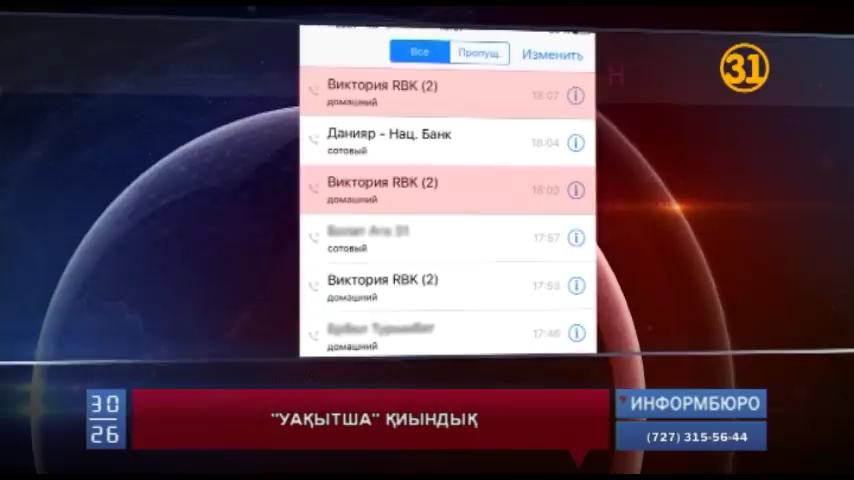 Все
Пропущ.
Изменить
31
Н
Виктория RBK (2)
домашний
18:07
Данияр - Нац. Банк
сотовый
18:04
Виктория RBK (2)
домашний
18:03
сотовый
17:57
Виктория RBK (2)
домашний
17:53
домашний
17:46
30
26
"УАҚЫТША" ҚИЫНДЫҚ
ИНФОРМБЮРО
(727) 315-56-44